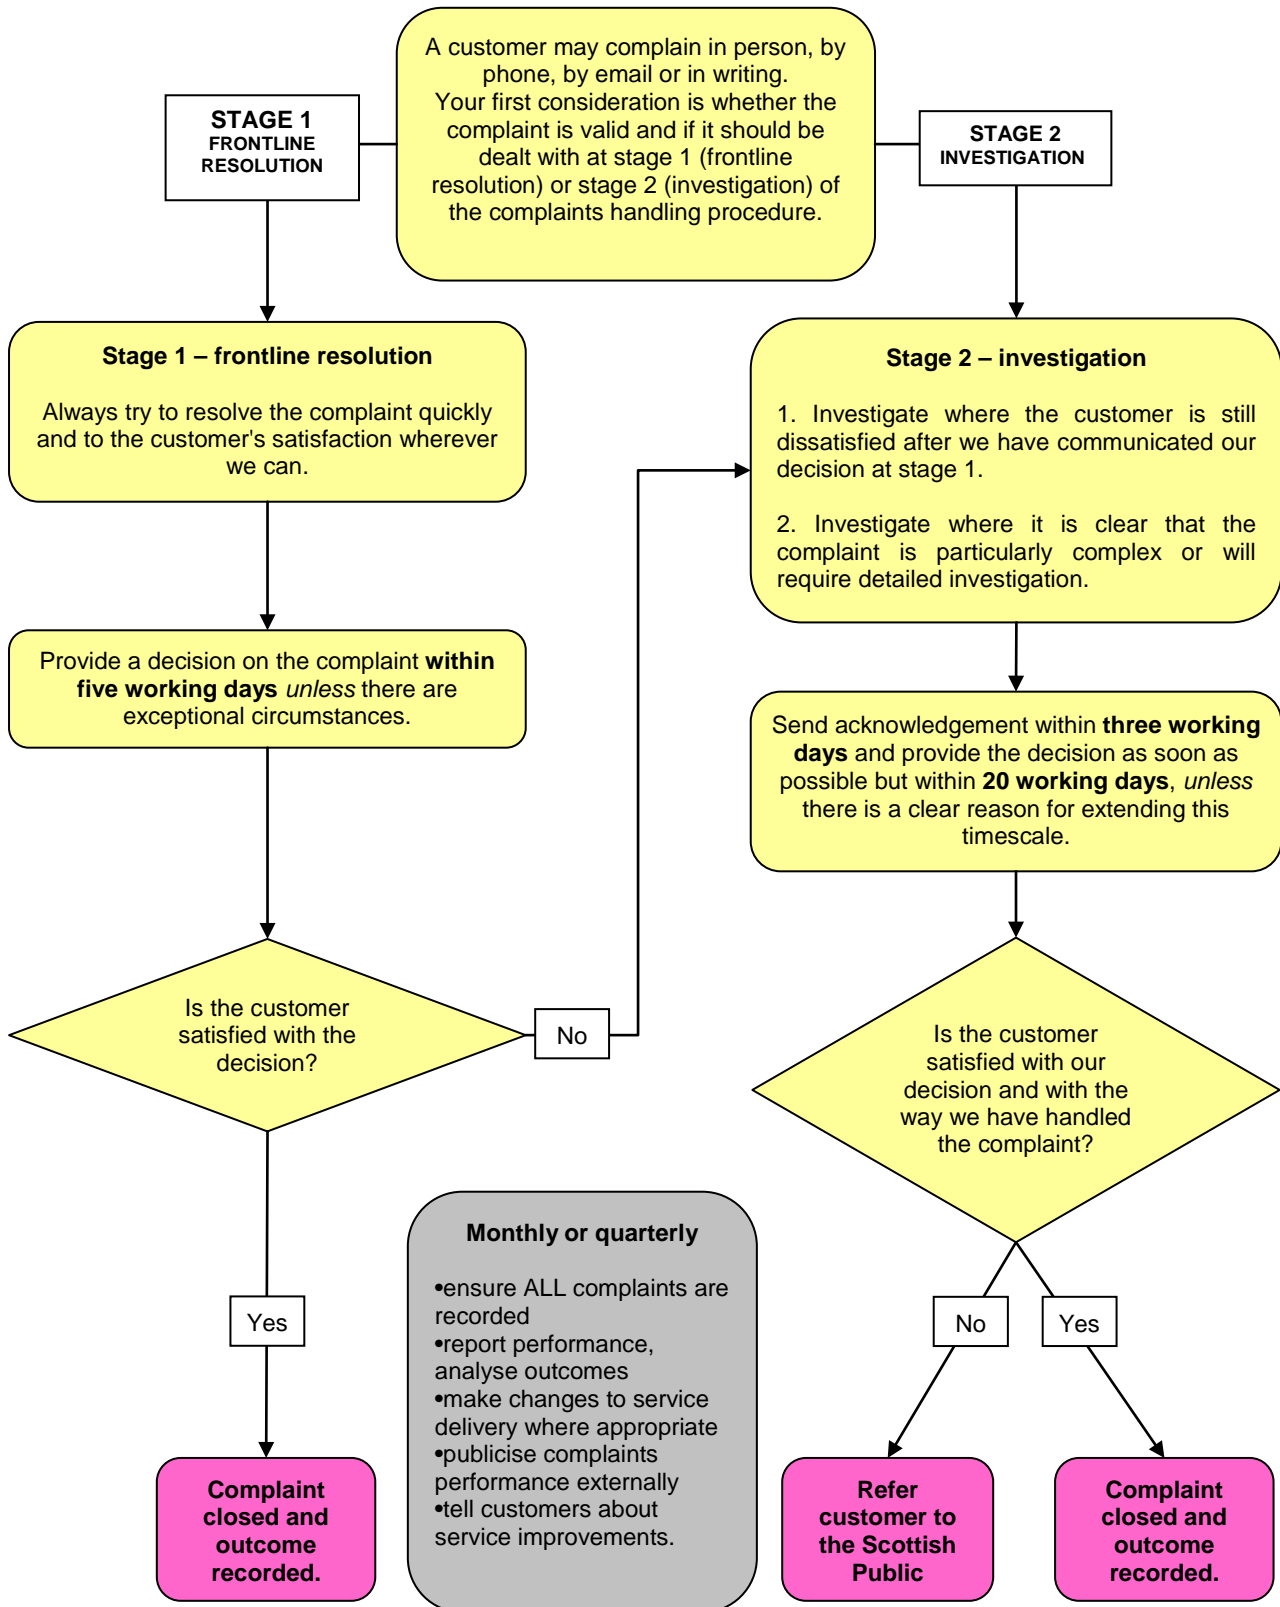 A customer may complain in person, by
phone, by email or in writing.
Your first consideration is whether the
complaint is valid and if it should be
dealt with at stage 1 (frontline
resolution) or stage 2 (investigation) of
the complaints handling procedure.
STAGE 1
FRONTLINE
RESOLUTION
STAGE 2
INVESTIGATION
Stage 1 – frontline resolution
Always try to resolve the complaint quickly
and to the customer's satisfaction wherever
we can.
Provide a decision on the complaint within
five working days unless there are
exceptional circumstances.
Is the customer
satisfied with the
decision?
No
Yes
Complaint
closed and
outcome
recorded.
Stage 2 – investigation
1. Investigate where the customer is still
dissatisfied after we have communicated our
decision at stage 1.
2. Investigate where it is clear that the
complaint is particularly complex or will
require detailed investigation.
Send acknowledgement within three working
days and provide the decision as soon as
possible but within 20 working days, unless
there is a clear reason for extending this
timescale.
Is the customer
satisfied with our
decision and with the
way we have handled
the complaint?
No
Yes
Refer
customer to
the Scottish
Public
Complaint
closed and
outcome
recorded.
Monthly or quarterly
•ensure ALL complaints are
recorded
•report performance,
analyse outcomes
•make changes to service
delivery where appropriate
•publicise complaints
performance externally
•tell customers about
service improvements.